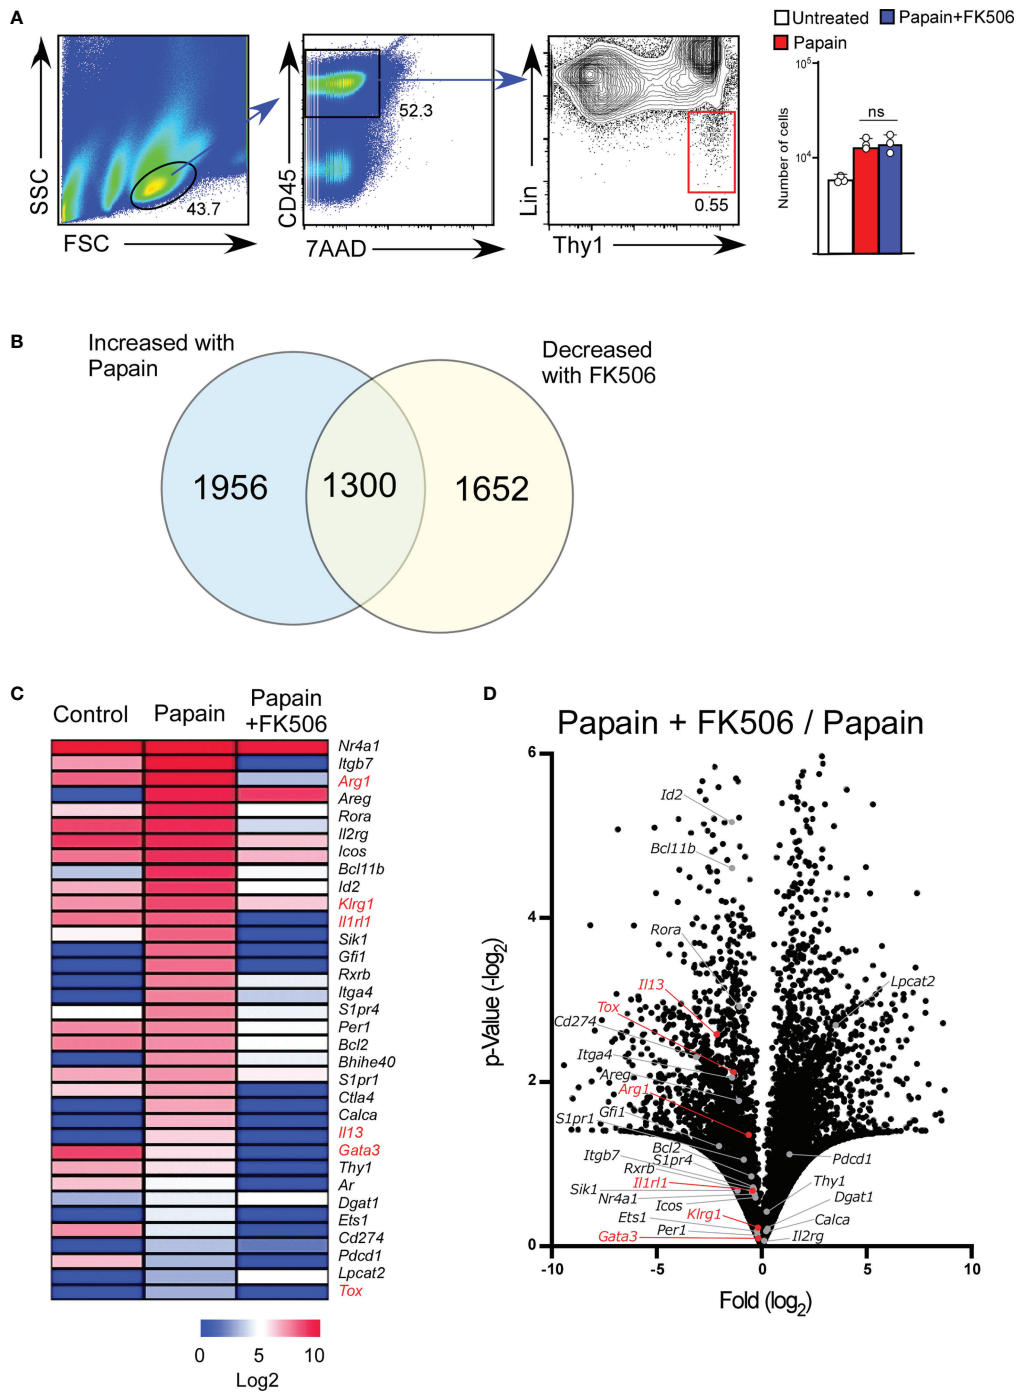 A
SSC
FSC
43.7
CD45
7AAD
52.3
Lin
Thy1
0.55
Untreated
Papain+FK506
Papain
Number of cells
10⁵
10⁴
ns
B
Increased with
Papain
Decreased
with FK506
1956
1300
1652
C
Control
Papain
Papain
+FK506
Nr4a1
Itgb7
Arg1
Areg
Rora
Il2rg
Icos
Bcl11b
Id2
Klrg1
Il1rl1
Sik1
Gfi1
Rxrb
Itga4
S1pr4
Per1
Bcl2
Bhlhe40
S1pr1
Ctla4
Calca
Il13
Gata3
Thy1
Ar
Dgat1
Ets1
Cd274
Pdcd1
Lpcat2
Tox
0
5
10
Log2
D
Papain + FK506 / Papain
p-Value (-log₂)
6
4
2
0
-10
-5
0
5
10
Fold (log₂)
Id2
Bcl11b
Rora
Il13
Tox
Cd274
Itga4
Areg
Arg1
Gfi1
S1pr1
Bcl2
S1pr4
Itgb7
Rxrb
Il1rl1
Sik1
Nr4a1
Icos
Klrg1
Ets1
Per1
Gata3
Lpcat2
Pdcd1
Thy1
Dgat1
Calca
Il2rg